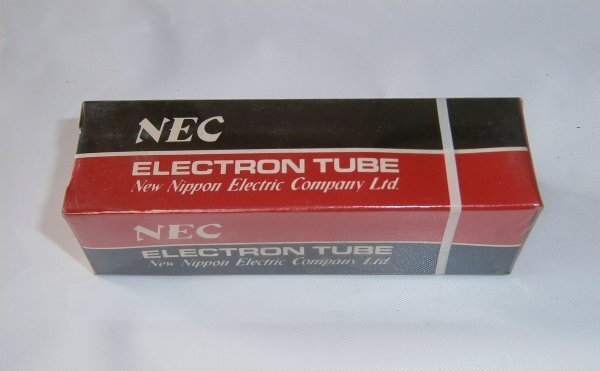 NEC
ELECTRON TUBE
New Nippon Electric Company Ltd.
NEC
ELECTRON TUBE
New Nippon Electric Company Ltd